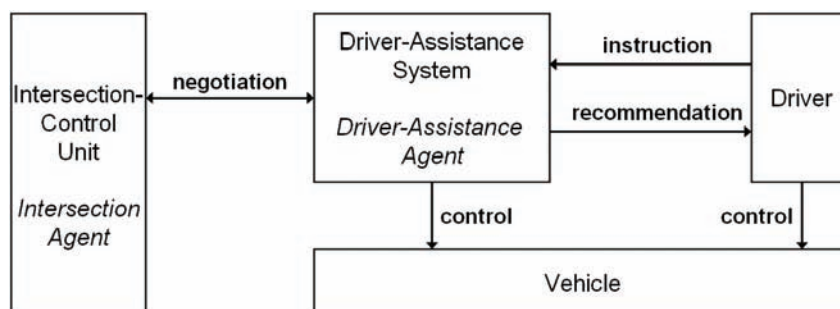 Intersection-
Control
Unit
Intersection
Agent
negotiation
Driver-Assistance
System
Driver-Assistance
Agent
instruction
recommendation
Driver
control
control
Vehicle